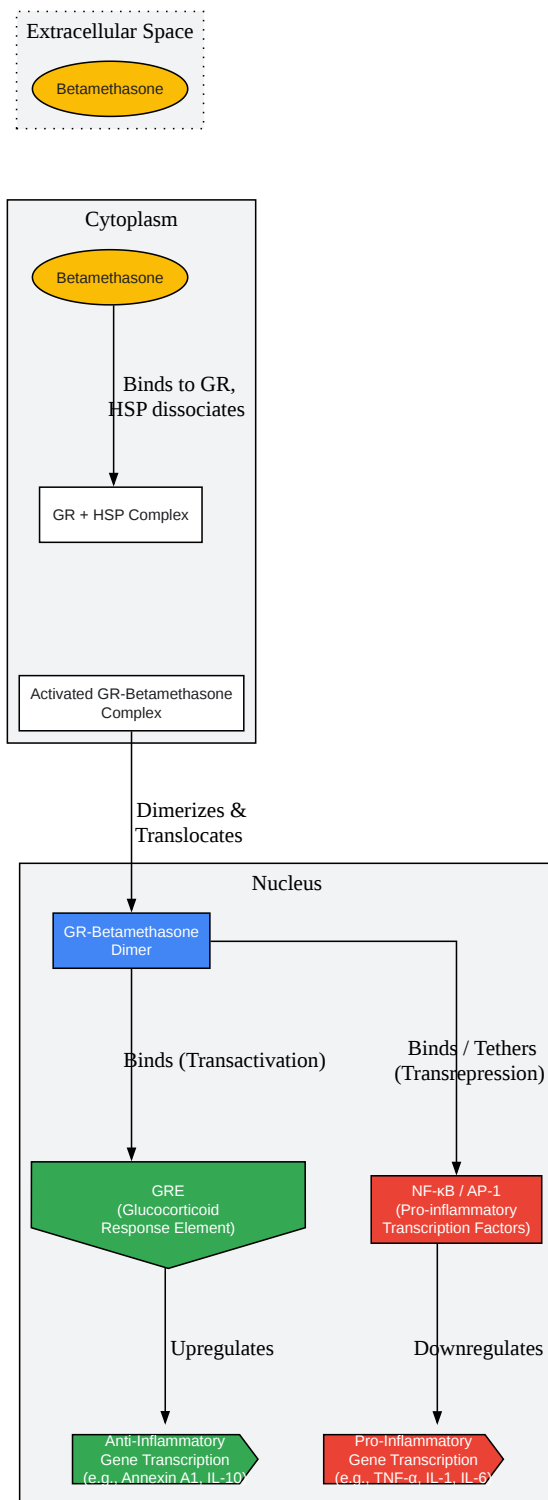 Extracellular Space
Betamethasone
Cytoplasm
Betamethasone
Binds to GR,
HSP dissociates
GR + HSP Complex
Activated GR-Betamethasone
Complex
Dimerizes &
Translocates
Nucleus
GR-Betamethasone
Dimer
Binds (Transactivation)
Binds / Tethers
(Transrepression)
GRE
(Glucocorticoid
Response Element)
NF-κB / AP-1
(Pro-inflammatory
Transcription Factors)
Upregulates
Downregulates
Anti-Inflammatory
Gene Transcription
(e.g., Annexin A1, IL-10)
Pro-Inflammatory
Gene Transcription
(e.g., TNF-α, IL-1, IL-6)